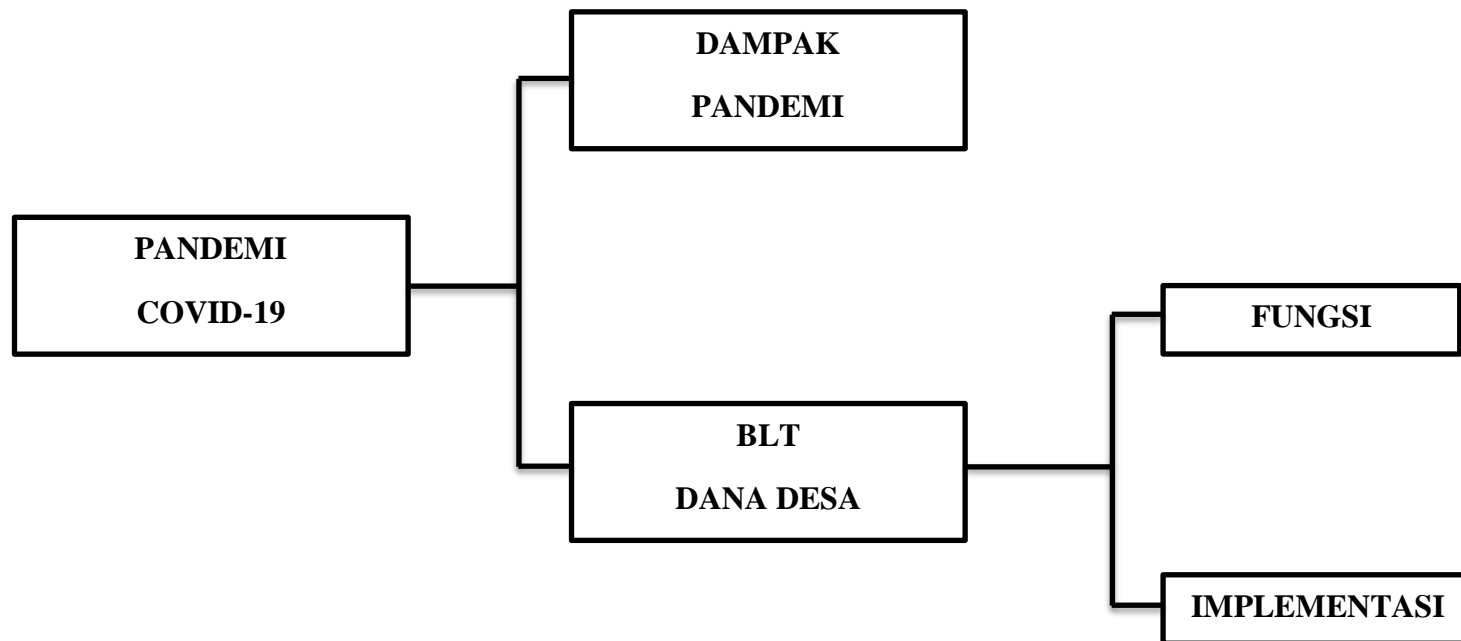 DAMPAK
PANDEMI
PANDEMI
COVID-19
FUNGSI
BLT
DANA DESA
IMPLEMENTASI